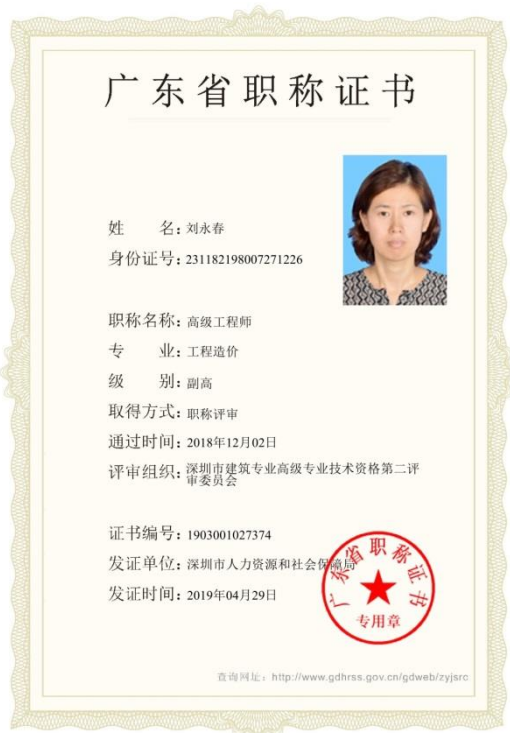 广东省职称证书
姓 名：刘永春
身份证号：231182198007271226
职称名称：高级工程师
专 业：工程造价
级 别：副高
取得方式：职称评审
通过时间：2018年12月02日
评审组织：深圳市建筑专业高级专业技术资格第二评
审委员会
证书编号：1903001027374
发证单位：深圳市人力资源和社会保障局
发证时间：2019年04月29日
广东省职称证书
专用章
查询网址：http://www.gdhrss.gov.cn/gdweb/zyjsrc